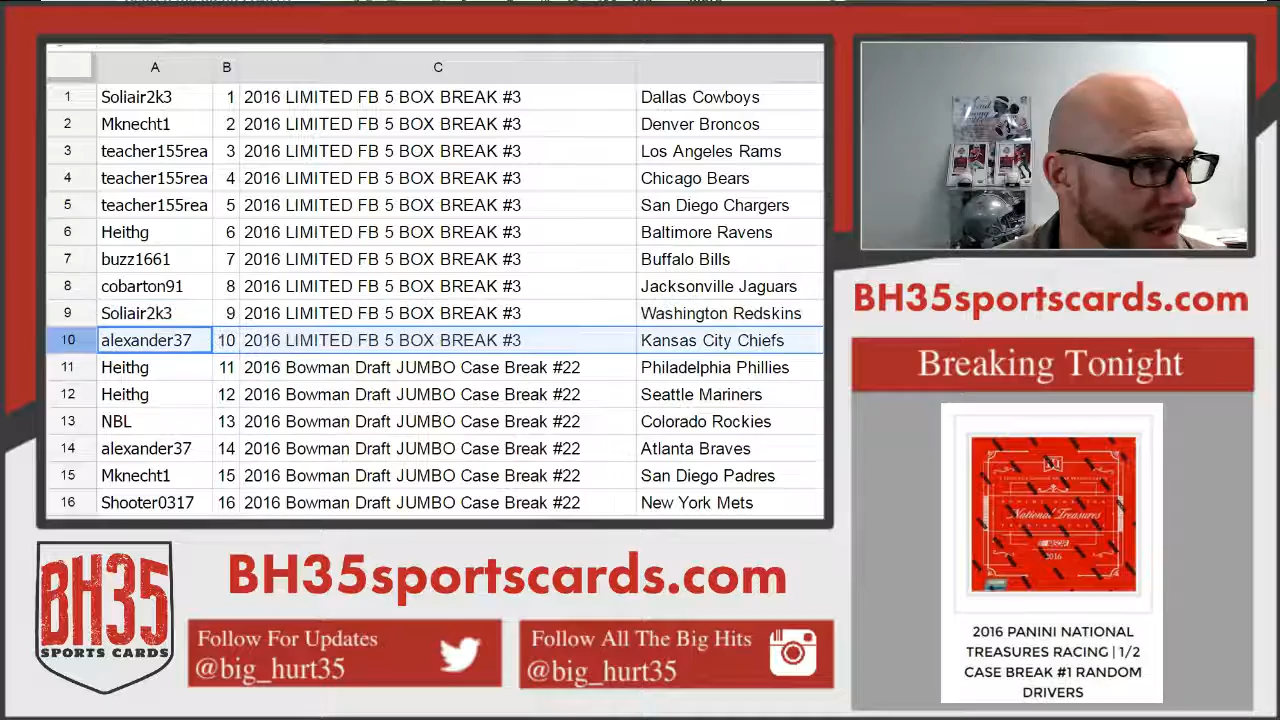 A B C
1 Soliair2k3 1 2016 LIMITED FB 5 BOX BREAK #3 Dallas Cowboys
2 Mknecht1 2 2016 LIMITED FB 5 BOX BREAK #3 Denver Broncos
3 teacher155rea 3 2016 LIMITED FB 5 BOX BREAK #3 Los Angeles Rams
4 teacher155rea 4 2016 LIMITED FB 5 BOX BREAK #3 Chicago Bears
5 teacher155rea 5 2016 LIMITED FB 5 BOX BREAK #3 San Diego Chargers
6 Heithg 6 2016 LIMITED FB 5 BOX BREAK #3 Baltimore Ravens
7 buzz1661 7 2016 LIMITED FB 5 BOX BREAK #3 Buffalo Bills
8 cobarton91 8 2016 LIMITED FB 5 BOX BREAK #3 Jacksonville Jaguars
9 Soliair2k3 9 2016 LIMITED FB 5 BOX BREAK #3 Washington Redskins
10 alexander37 10 2016 LIMITED FB 5 BOX BREAK #3 Kansas City Chiefs
11 Heithg 11 2016 Bowman Draft JUMBO Case Break #22 Philadelphia Phillies
12 Heithg 12 2016 Bowman Draft JUMBO Case Break #22 Seattle Mariners
13 NBL 13 2016 Bowman Draft JUMBO Case Break #22 Colorado Rockies
14 alexander37 14 2016 Bowman Draft JUMBO Case Break #22 Atlanta Braves
15 Mknecht1 15 2016 Bowman Draft JUMBO Case Break #22 San Diego Padres
16 Shooter0317 16 2016 Bowman Draft JUMBO Case Break #22 New York Mets
BH35sportscards.com
Breaking Tonight
National Treasures
NASCAR
2016
2016 PANINI NATIONAL
TREASURES RACING | 1/2
CASE BREAK #1 RANDOM
DRIVERS
BH35
SPORTS CARDS
BH35sportscards.com
Follow For Updates
@big_hurt35
Follow All The Big Hits
@big_hurt35